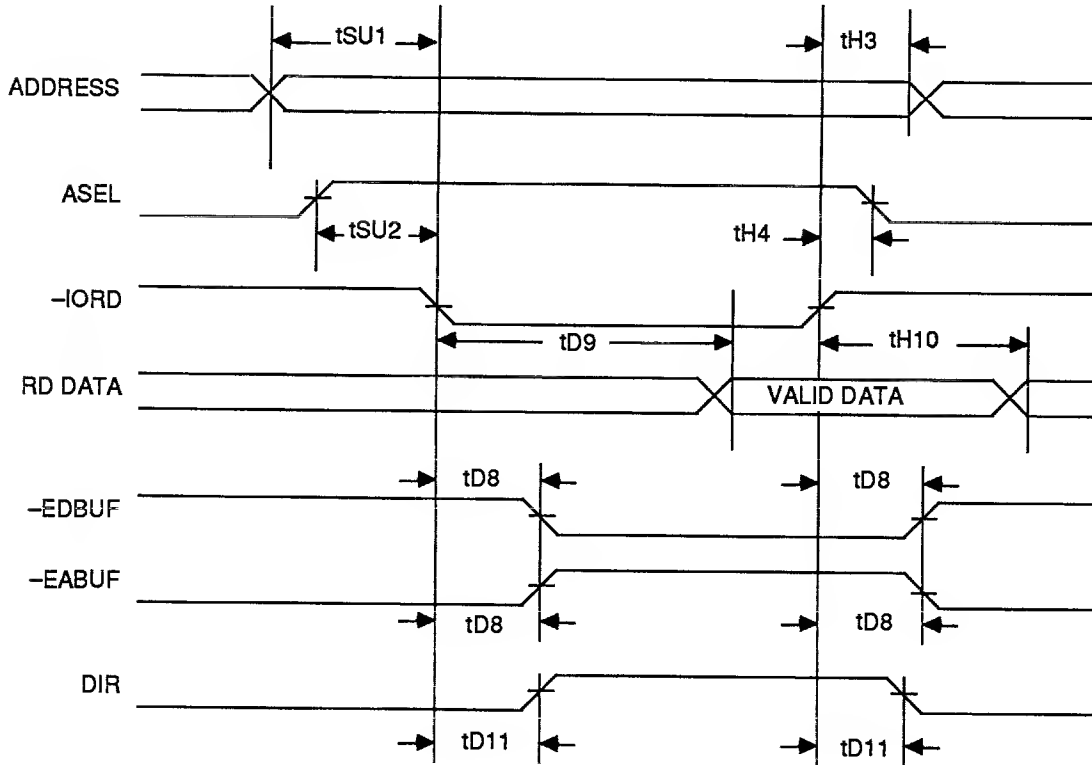 tSU1
tH3
ADDRESS
ASEL
tSU2
tH4
–IORD
tD9
tH10
RD DATA
VALID DATA
tD8
tD8
–EDBUF
–EABUF
tD8
tD8
DIR
tD11
tD11